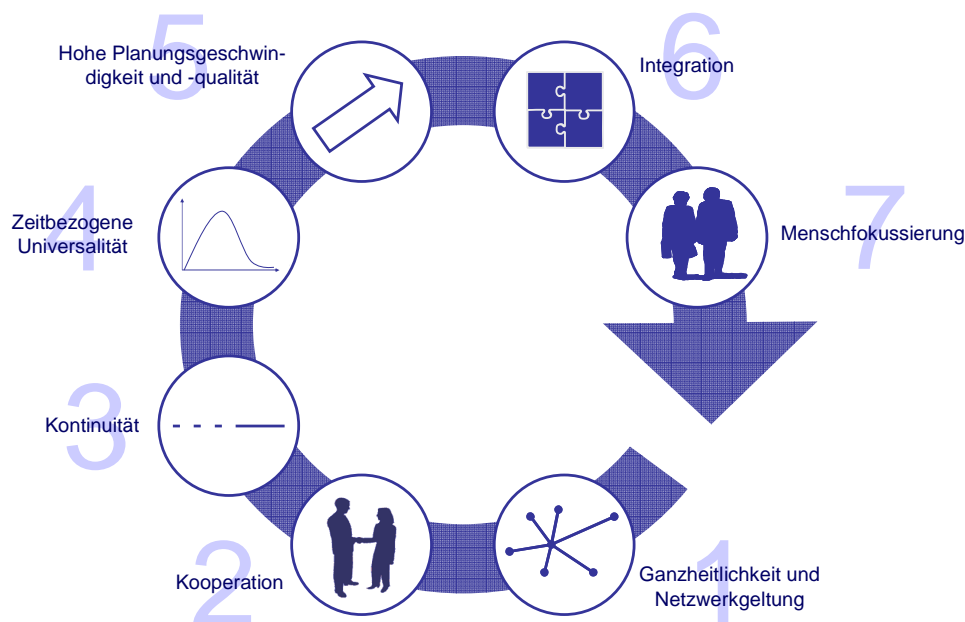 5
Hohe Planungsgeschwin-
digkeit und -qualität
6
Integration
4
Zeitbezogene
Universalität
7
Menschfokussierung
3
Kontinuität
2
Kooperation
1
Ganzheitlichkeit und
Netzwerkgeltung